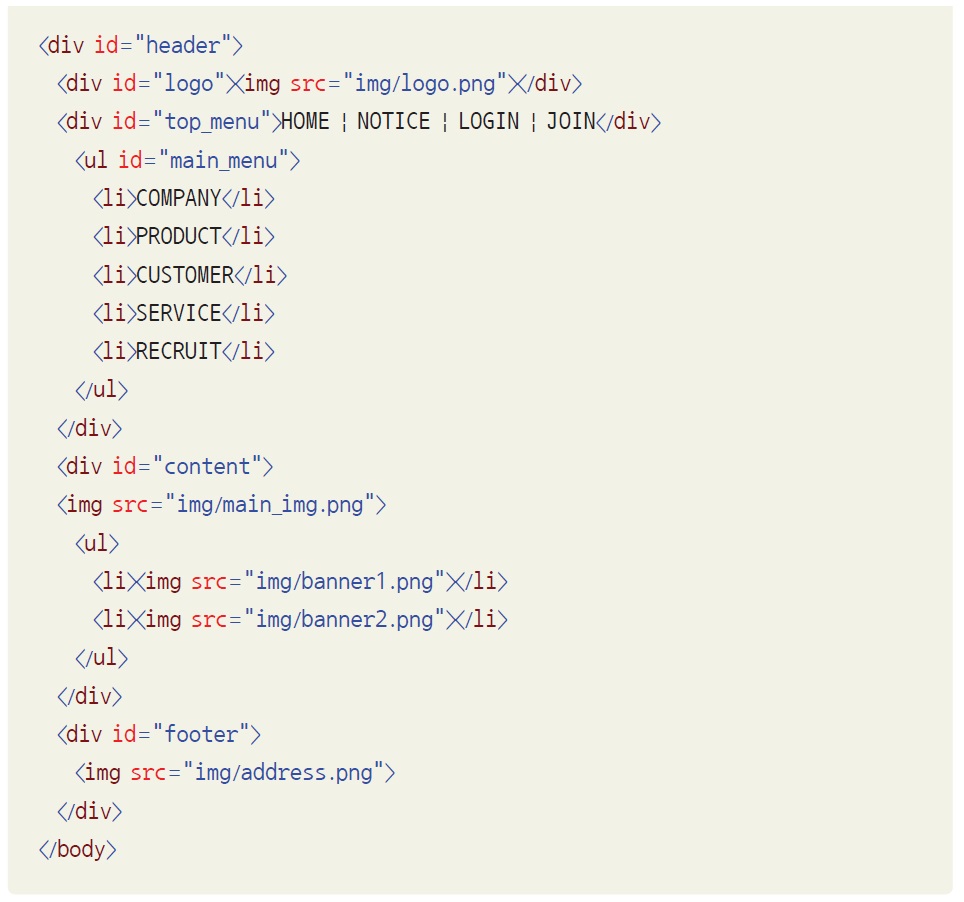 <div id="header">
<div id="logo"><img src="img/logo.png"></div>
<div id="top_menu">HOME ¦ NOTICE ¦ LOGIN ¦ JOIN</div>
<ul id="main_menu">
<li>COMPANY</li>
<li>PRODUCT</li>
<li>CUSTOMER</li>
<li>SERVICE</li>
<li>RECRUIT</li>
</ul>
</div>
<div id="content">
<img src="img/main_img.png">
<ul>
<li><img src="img/banner1.png"></li>
<li><img src="img/banner2.png"></li>
</ul>
</div>
<div id="footer">
<img src="img/address.png">
</div>
</body>